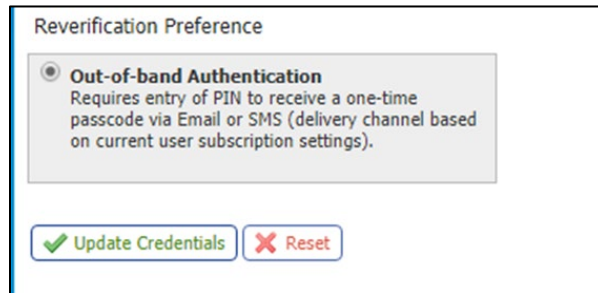 Reverification Preference
Out-of-band Authentication
Requires entry of PIN to receive a one-time
passcode via Email or SMS (delivery channel based
on current user subscription settings).
Update Credentials
Reset